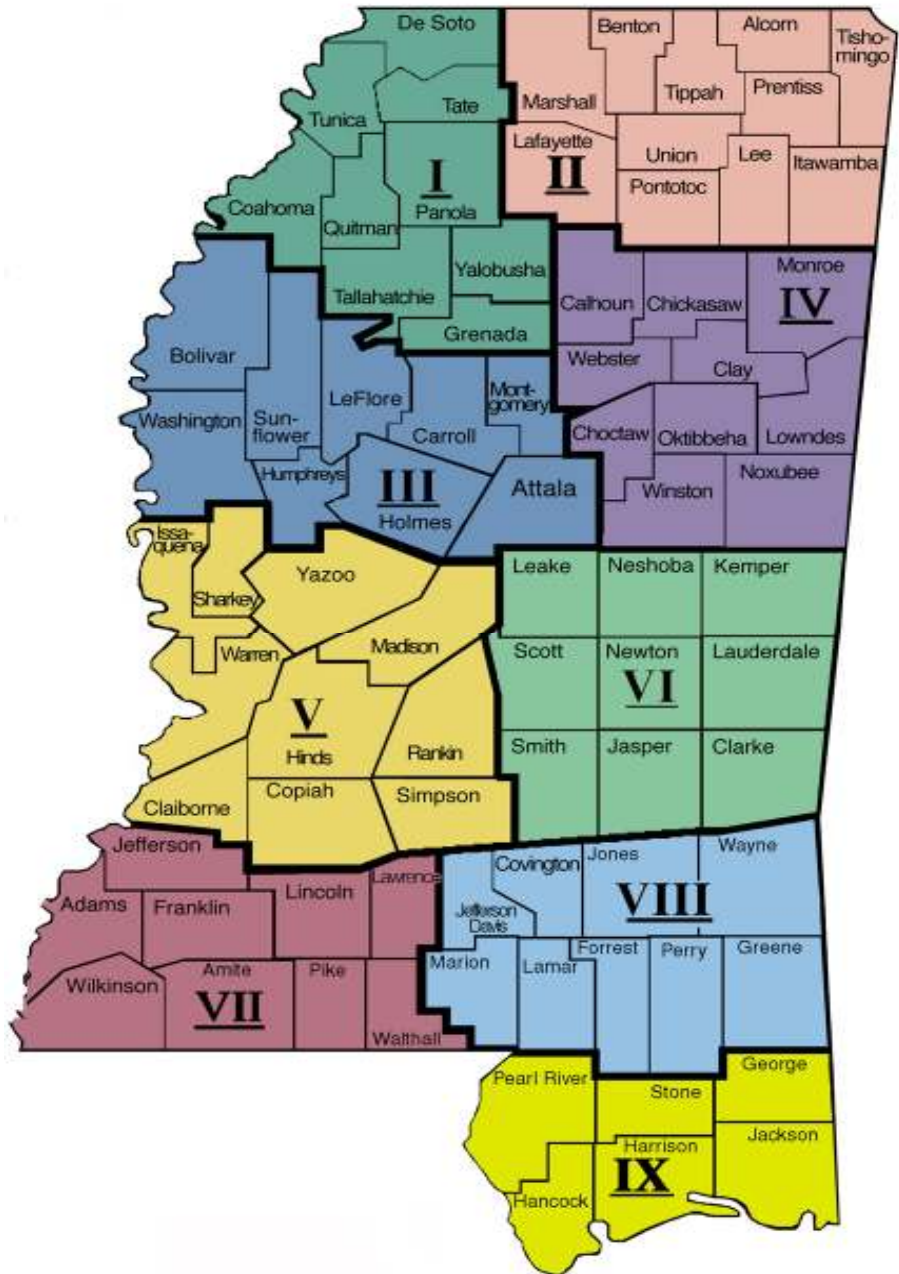 De Soto
Tate
Tunica
I
Panola
Coahoma
Quitman
Yalobusha
Tallahatchie
Grenada
Benton
Alcorn
Tisho-
mingo
Marshall
Tippah
Prentiss
Lafayette
II
Union
Lee
Itawamba
Pontotoc
Bolivar
Washington
Sun-
flower
LeFlore
Mont-
gomery
Carroll
Humphreys
III
Holmes
Attala
Monroe
IV
Calhoun
Chickasaw
Webster
Clay
Choctaw
Oktibbeha
Lowndes
Winston
Noxubee
Issa-
quena
Sharkey
Yazoo
Warren
Madison
V
Hinds
Rankin
Claiborne
Copiah
Simpson
Leake
Neshoba
Kemper
Scott
Newton
Lauderdale
VI
Smith
Jasper
Clarke
Jefferson
Lincoln
Lawrence
Adams
Franklin
Wilkinson
Amite
Pike
VII
Walthall
Covington
Jones
Wayne
VIII
Jefferson
Davis
Marion
Lamar
Forrest
Perry
Greene
Pearl River
Stone
George
Harrison
Jackson
IX
Hancock